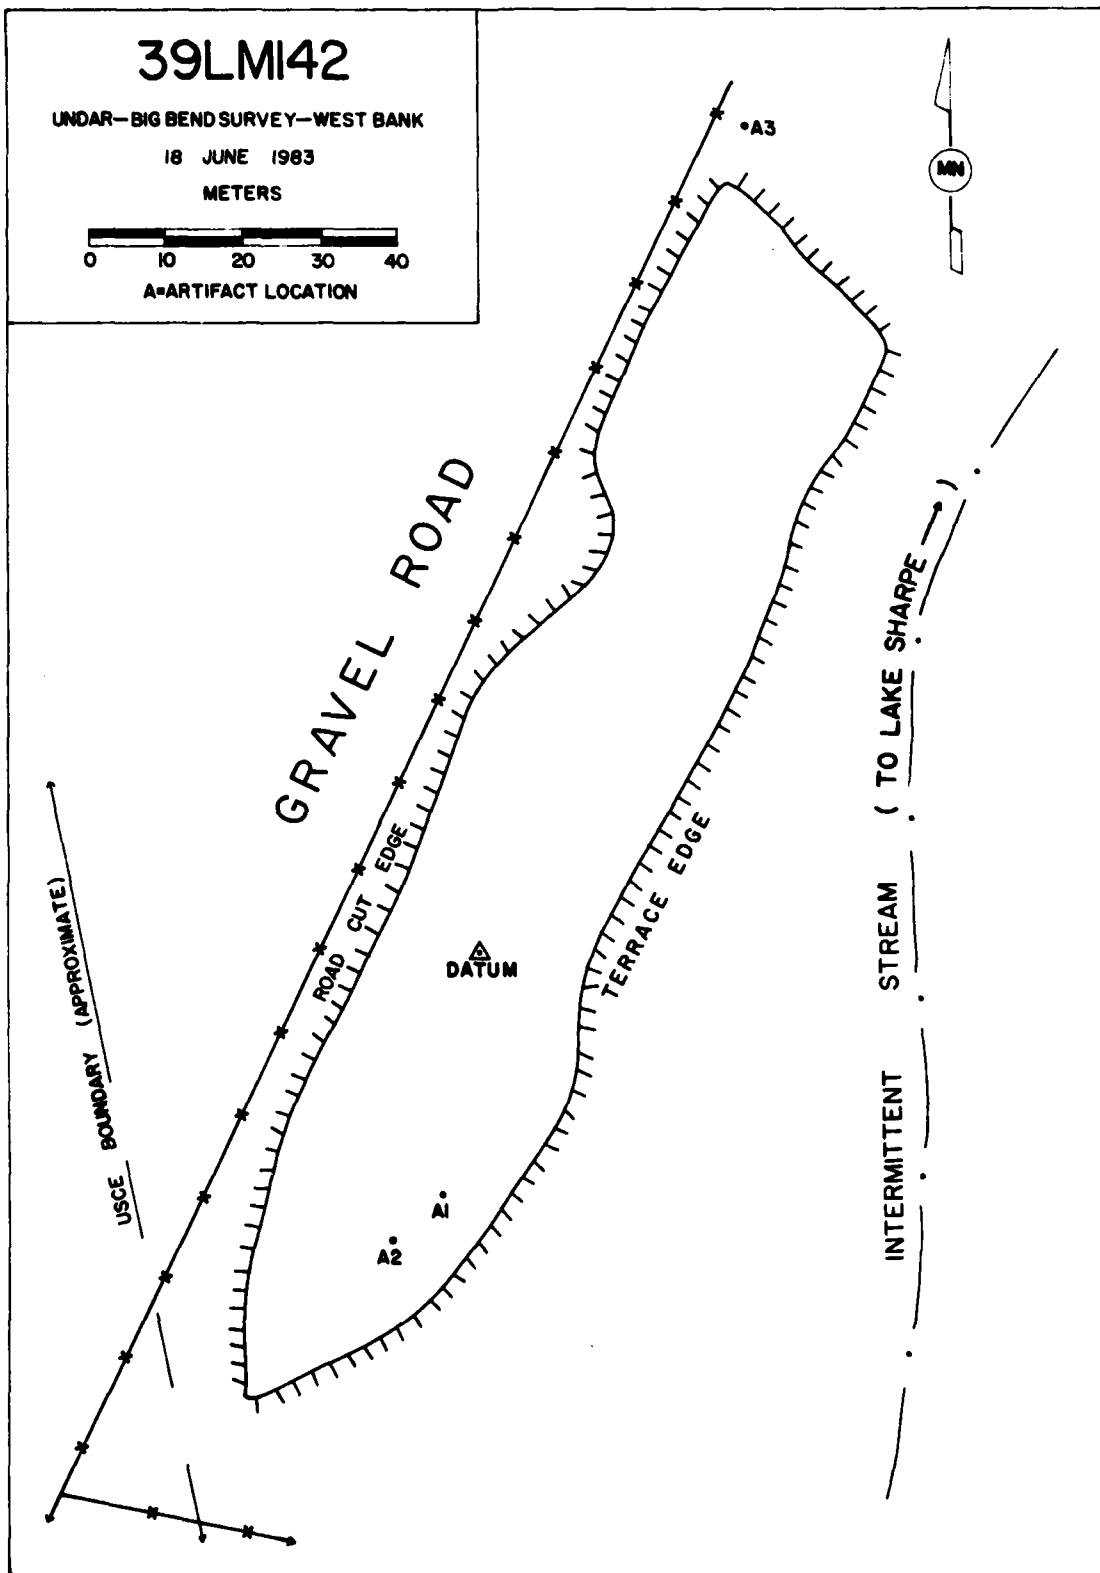 39LM142
UNDAR-BIG BEND SURVEY-WEST BANK
18 JUNE 1983
METERS
0 10 20 30 40
A=ARTIFACT LOCATION
A3
MN
GRAVEL ROAD
ROAD CUT EDGE
DATUM
TERRACE EDGE
INTERMITTENT STREAM (TO LAKE SHARPE → )
USCE BOUNDARY (APPROXIMATE)
A1
A2